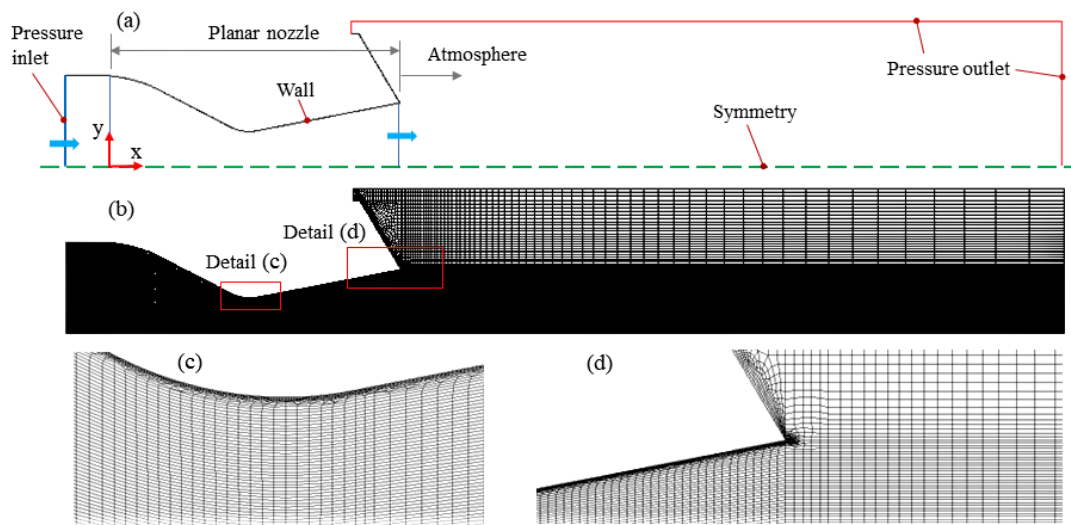 (a)
Pressure
inlet
Planar nozzle
Atmosphere
Pressure outlet
Wall
Symmetry
y
x
(b)
Detail (d)
Detail (c)
(c)
(d)